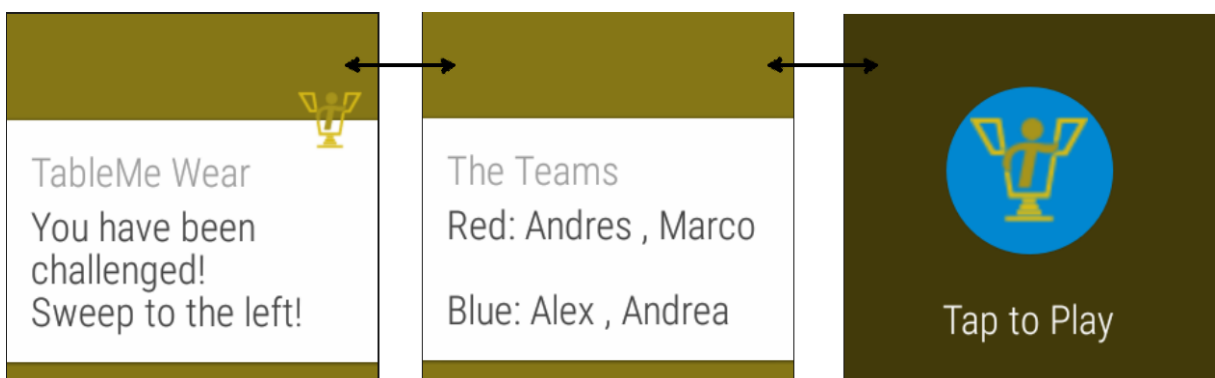 TableMe Wear
You have been
challenged!
Sweep to the left!
The Teams
Red: Andres , Marco
Blue: Alex , Andrea
Tap to Play